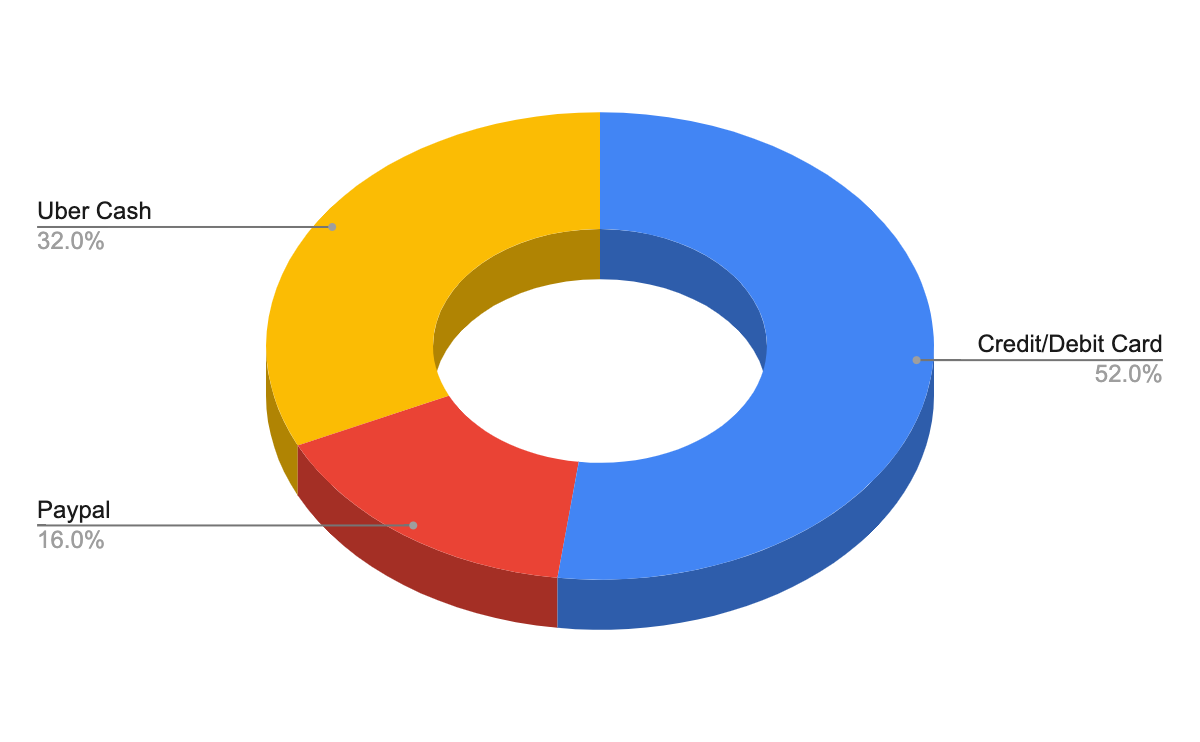 Uber Cash
32.0%
Credit/Debit Card
52.0%
Paypal
16.0%